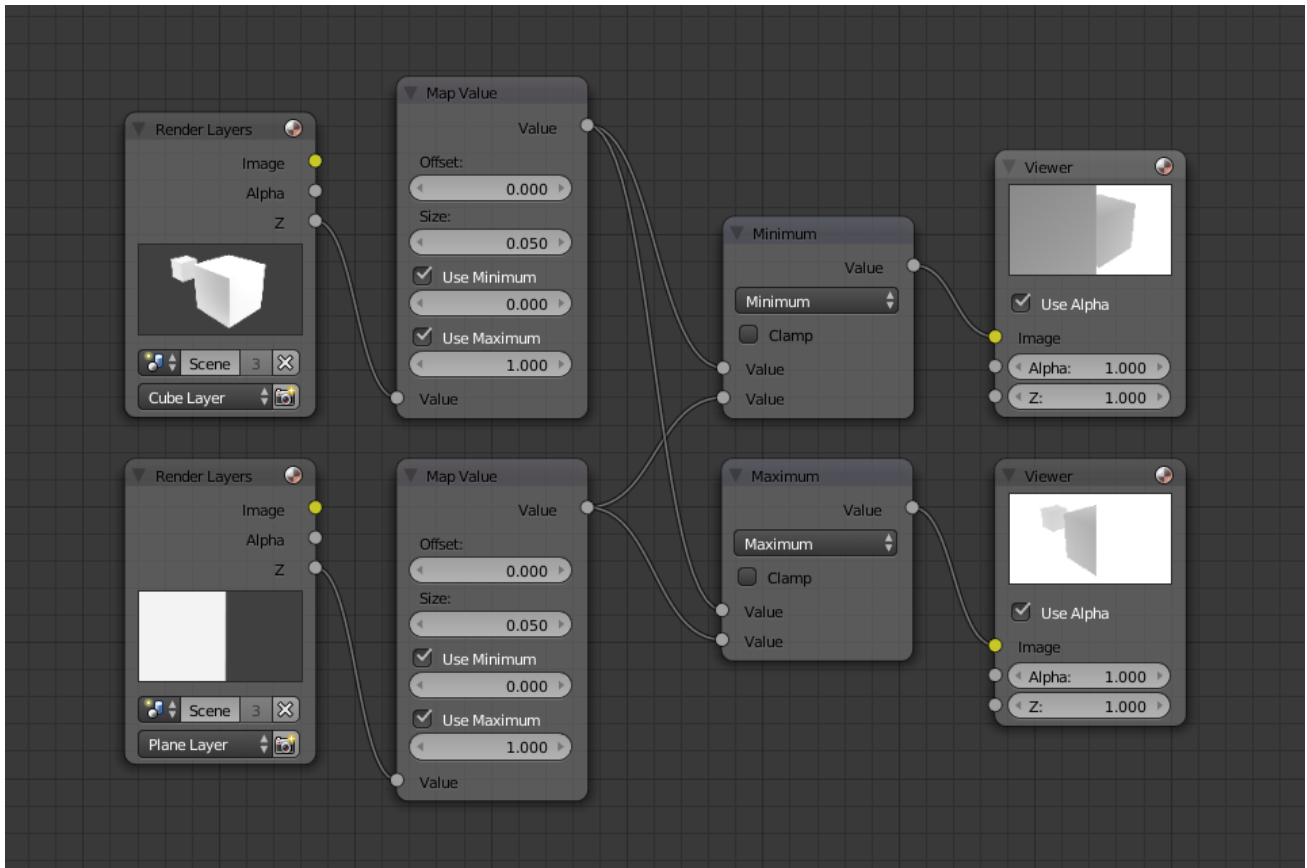 Render Layers
Image
Alpha
Z
Scene 3
Cube Layer
Map Value
Value
Offset:
0.000
Size:
0.050
Use Minimum
0.000
Use Maximum
1.000
Value
Minimum
Value
Minimum
Clamp
Value
Value
Viewer
Use Alpha
Image
Alpha: 1.000
Z: 1.000
Render Layers
Image
Alpha
Z
Scene 3
Plane Layer
Map Value
Value
Offset:
0.000
Size:
0.050
Use Minimum
0.000
Use Maximum
1.000
Value
Maximum
Value
Maximum
Clamp
Value
Value
Viewer
Use Alpha
Image
Alpha: 1.000
Z: 1.000